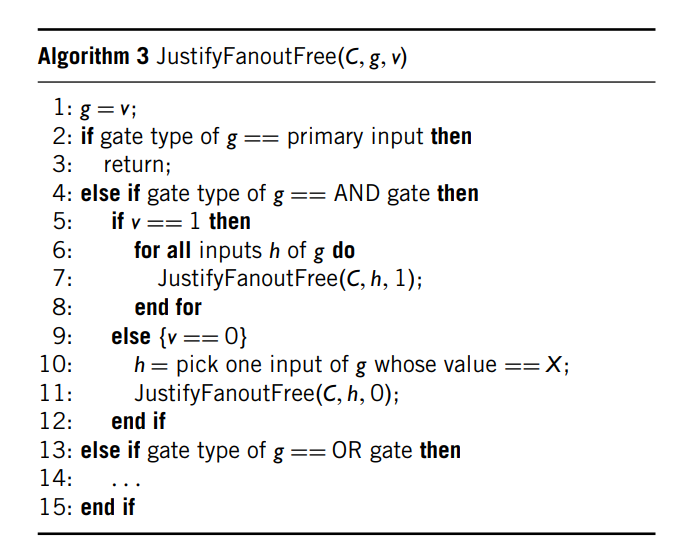 Algorithm 3 JustifyFanoutFree(C, g, v)
1: g = v;
2: if gate type of g == primary input then
3: return;
4: else if gate type of g == AND gate then
5: if v == 1 then
6: for all inputs h of g do
7: JustifyFanoutFree(C, h, 1);
8: end for
9: else {v == 0}
10: h = pick one input of g whose value == X;
11: JustifyFanoutFree(C, h, 0);
12: end if
13: else if gate type of g == OR gate then
14: ...
15: end if